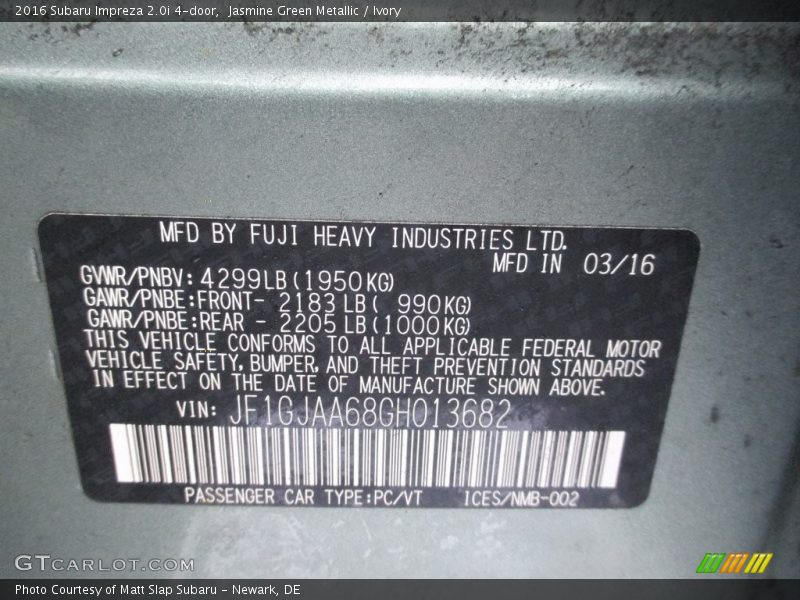 2016 Subaru Impreza 2.0i 4-door,  Jasmine Green Metallic / Ivory
MFD BY FUJI HEAVY INDUSTRIES LTD.
MFD IN 03/16
GVWR/PNBV: 4299LB(1950KG)
GAWR/PNBE:FRONT- 2183LB( 990KG)
GAWR/PNBE:REAR - 2205LB(1000KG)
THIS VEHICLE CONFORMS TO ALL APPLICABLE FEDERAL MOTOR
VEHICLE SAFETY, BUMPER, AND THEFT PREVENTION STANDARDS
IN EFFECT ON THE DATE OF MANUFACTURE SHOWN ABOVE.
VIN: JF1GJAA68GH013682
PASSENGER CAR TYPE:PC/VT ICES/NMB-002
GTCARLOT.COM
Photo Courtesy of Matt Slap Subaru - Newark, DE